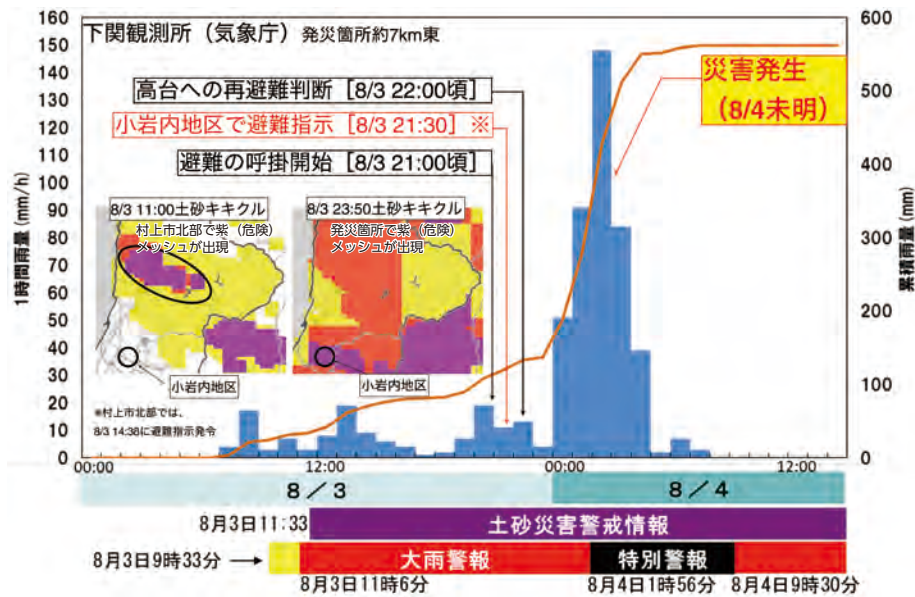 下関観測所（気象庁）発災箇所約7km東
高台への再避難判断［8/3 22:00頃］
小岩内地区で避難指示［8/3 21:30］※
避難の呼掛開始［8/3 21:00頃］
災害発生
（8/4未明）
8/3 11:00土砂キキクル
村上市北部で紫（危険）
メッシュが出現
小岩内地区
8/3 23:50土砂キキクル
発災箇所で紫（危険）
メッシュが出現
小岩内地区
※村上市北部では、
8/3 14:38に避難指示発令
1時間雨量 (mm/h)
160
150
140
130
120
110
100
90
80
70
60
50
40
30
20
10
0
累積雨量 (mm)
600
500
400
300
200
100
0
00:00
12:00
00:00
12:00
8／3
8／4
8月3日11:33
土砂災害警戒情報
8月3日9時33分 →
大雨警報
特別警報
8月3日11時6分
8月4日1時56分
8月4日9時30分